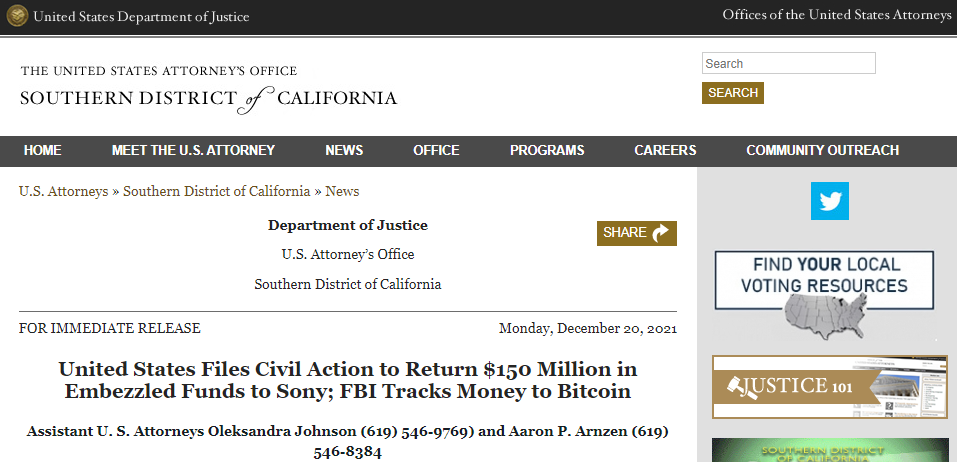 United States Department of Justice
Offices of the United States Attorneys
THE UNITED STATES ATTORNEY'S OFFICE
SOUTHERN DISTRICT of CALIFORNIA
Search
SEARCH
HOME MEET THE U.S. ATTORNEY NEWS OFFICE PROGRAMS CAREERS COMMUNITY OUTREACH
U.S. Attorneys » Southern District of California » News
Department of Justice
SHARE
U.S. Attorney’s Office
Southern District of California
FOR IMMEDIATE RELEASE
Monday, December 20, 2021
United States Files Civil Action to Return $150 Million in
Embezzled Funds to Sony; FBI Tracks Money to Bitcoin
Assistant U. S. Attorneys Oleksandra Johnson (619) 546-9769) and Aaron P. Arnzen (619)
546-8384
FIND YOUR LOCAL
VOTING RESOURCES
JUSTICE 101
SOUTHERN DISTRICT
OF CALIFORNIA